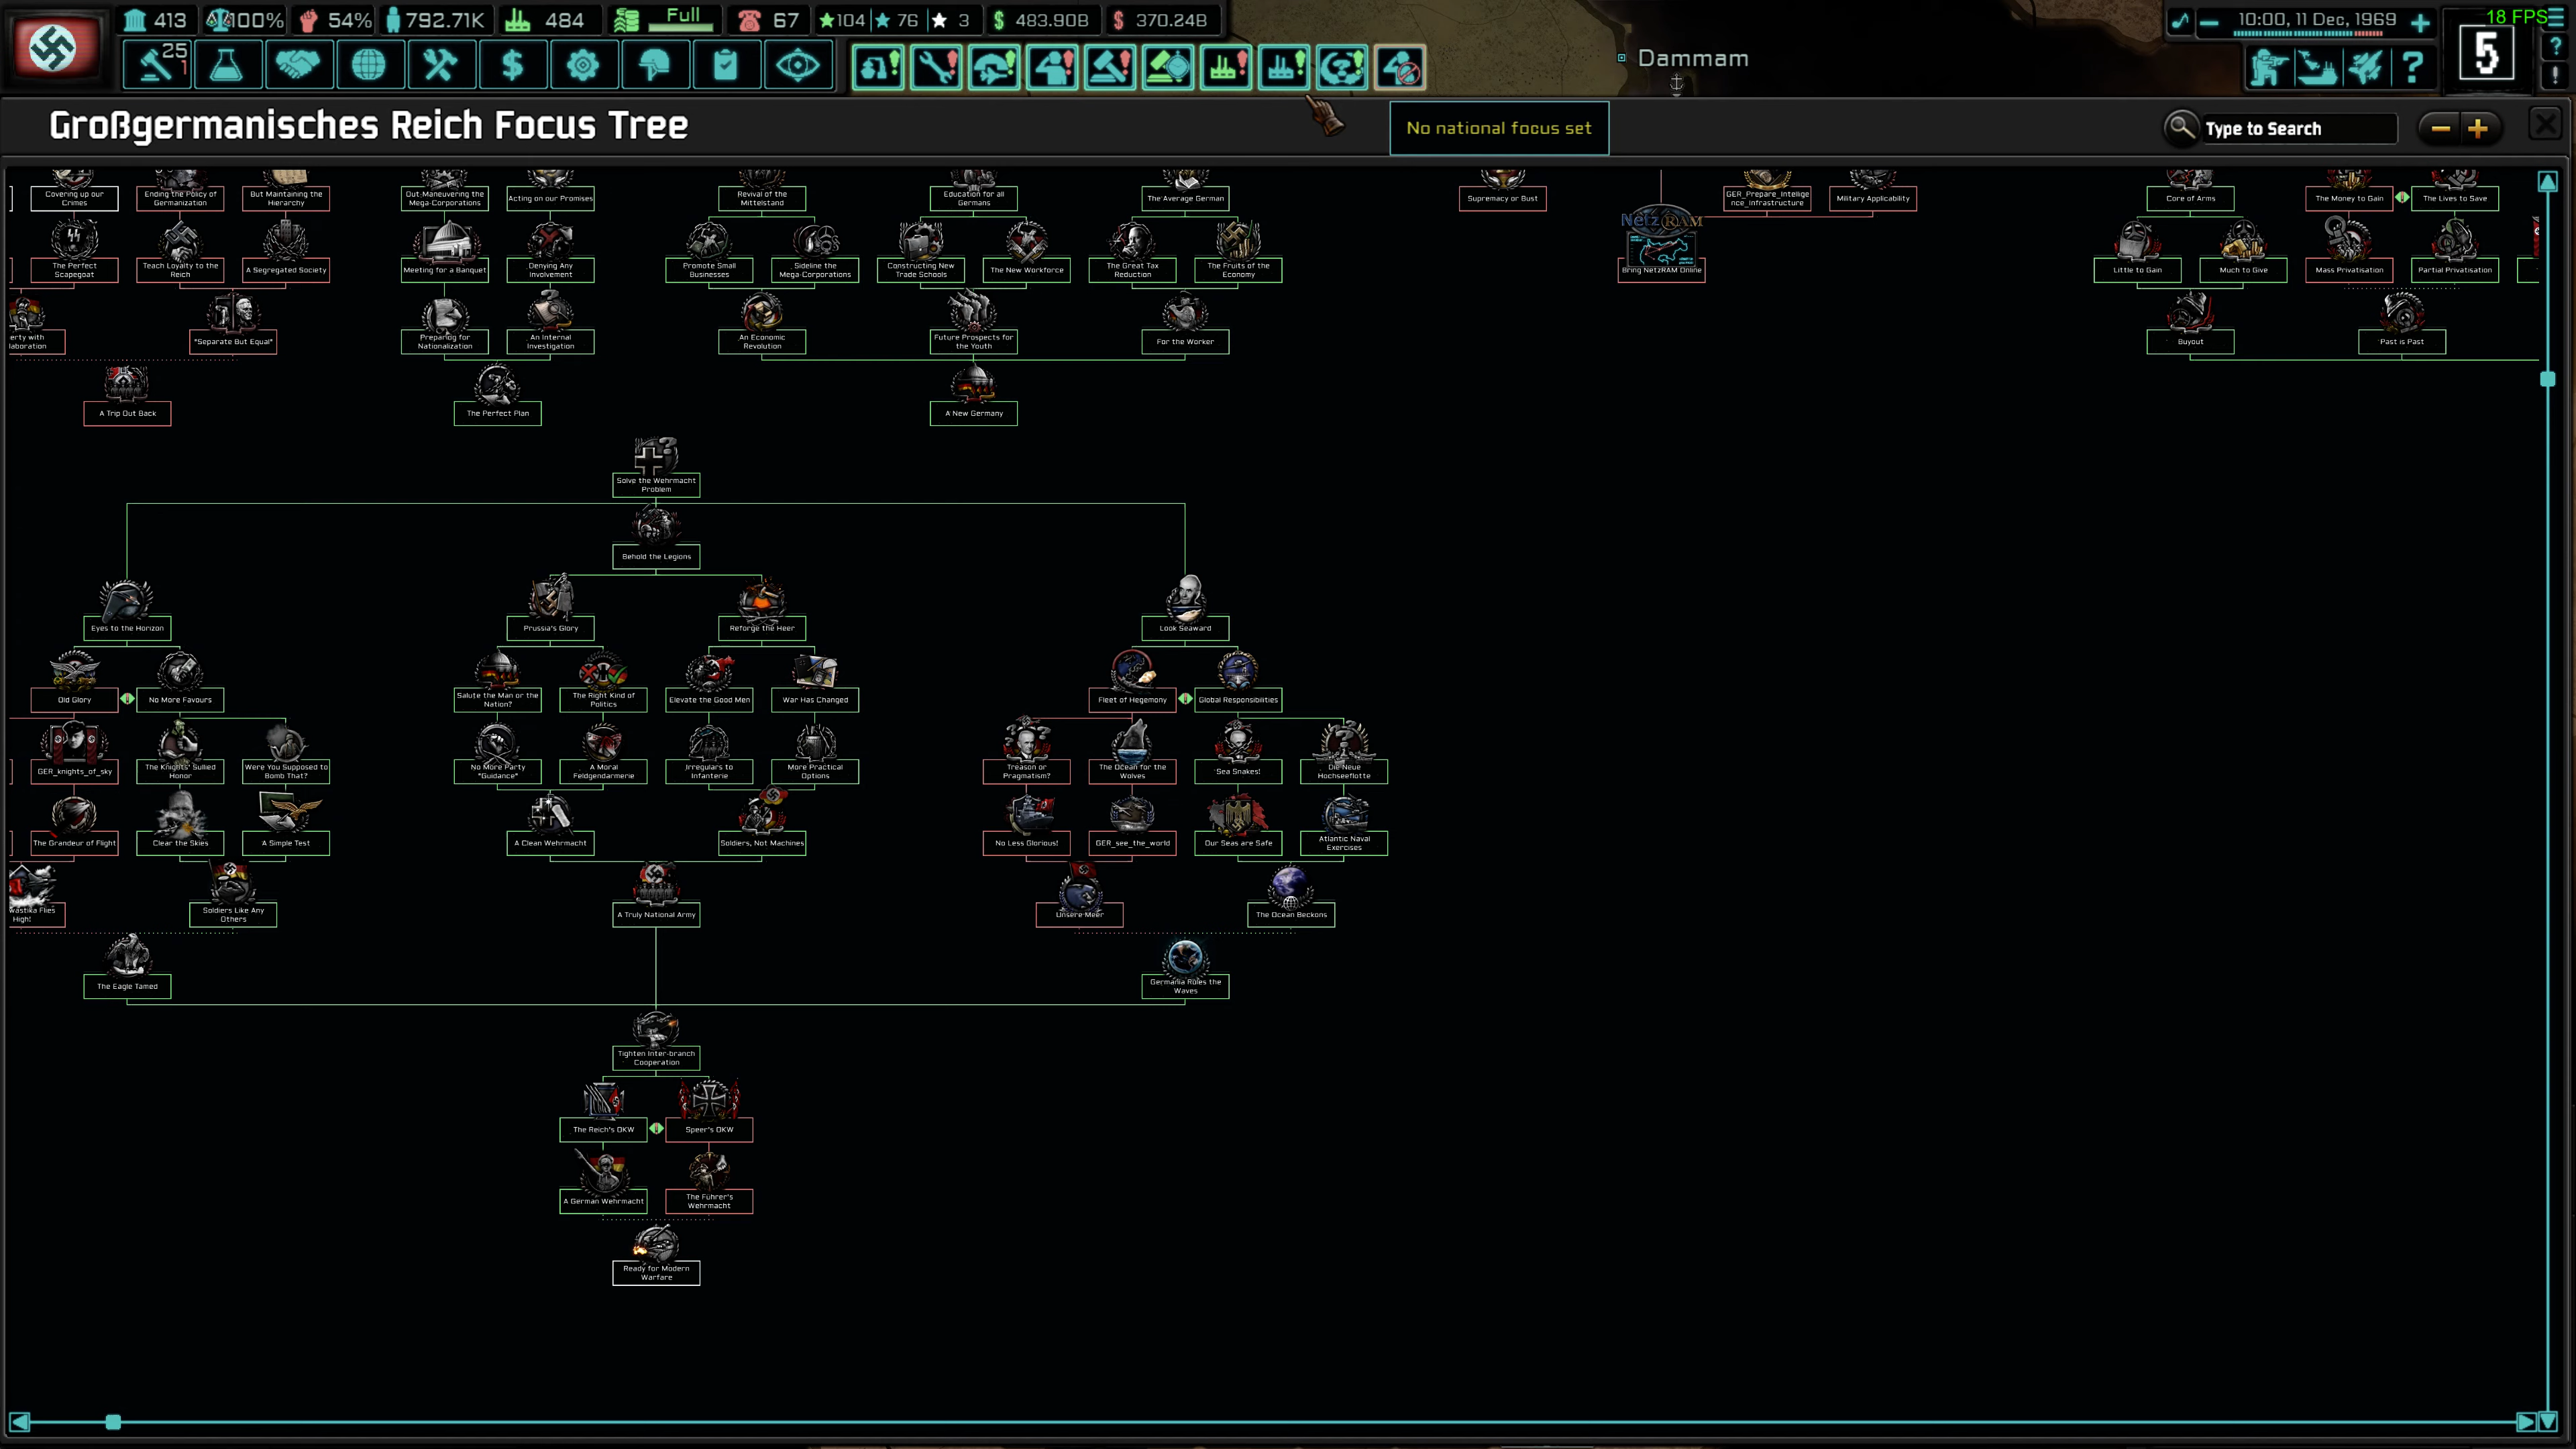 413
100%
54%
792.71K
484
Full
67
104
76
3
$ 483.90B
$ 370.24B
Dammam
10:00, 11 Dec, 1969
18 FPS
5
25
1
Großgermanisches Reich Focus Tree
No national focus set
Type to Search
Covering up our
Crimes
Ending the Policy of
Germanization
But Maintaining the
Hierarchy
Out-Maneuvering the
Mega-Corporations
Acting on our Promises
Revival of the
Mittelstand
Education for all
Germans
The Average German
Supremacy or Bust
NetzRAM
GER_Prepare_Intellige
nce_Infrastructure
Military Applicability
Core of Arms
The Money to Gain
The Lives to Save
The Perfect
Scapegoat
Teach Loyalty to the
Reich
A Segregated Society
Meeting for a Banquet
Denying Any
Involvement
Promote Small
Businesses
Sideline the
Mega-Corporations
Constructing New
Trade Schools
The New Workforce
The Great Tax
Reduction
The Fruits of the
Economy
Bring NetzRAM Online
Little to Gain
Much to Give
Mass Privatisation
Partial Privatisation
erty with
laboration
"Separate But Equal"
Preparing for
Nationalization
An Internal
Investigation
An Economic
Revolution
Future Prospects for
the Youth
For the Worker
Buyout
Past is Past
A Trip Out Back
The Perfect Plan
A New Germany
Solve the Wehrmacht
Problem
Behold the Legions
Eyes to the Horizon
Prussia's Glory
Reforge the Heer
Look Seaward
Old Glory
No More Favours
Salute the Man or the
Nation?
The Right Kind of
Politics
Elevate the Good Men
War Has Changed
Fleet of Hegemony
Global Responsibilities
GER_knights_of_sky
The Knights' Sullied
Honor
Were You Supposed to
Bomb That?
No More Party
"Guidance"
A Moral
Feldgendarmerie
Irregulars to
Infanterie
More Practical
Options
Treason or
Pragmatism?
The Ocean for the
Wolves
Sea Snakes!
Die Neue
Hochseeflotte
The Grandeur of Flight
Clear the Skies
A Simple Test
A Clean Wehrmacht
Soldiers, Not Machines
No Less Glorious!
GER_see_the_world
Our Seas are Safe
Atlantic Naval
Exercises
wastika Flies
High!
Soldiers Like Any
Others
A Truly National Army
Unsere Meer
The Ocean Beckons
The Eagle Tamed
Germania Rules the
Waves
Tighten Inter-branch
Cooperation
The Reich's OKW
Speer's OKW
A German Wehrmacht
The Führer's
Wehrmacht
Ready for Modern
Warfare